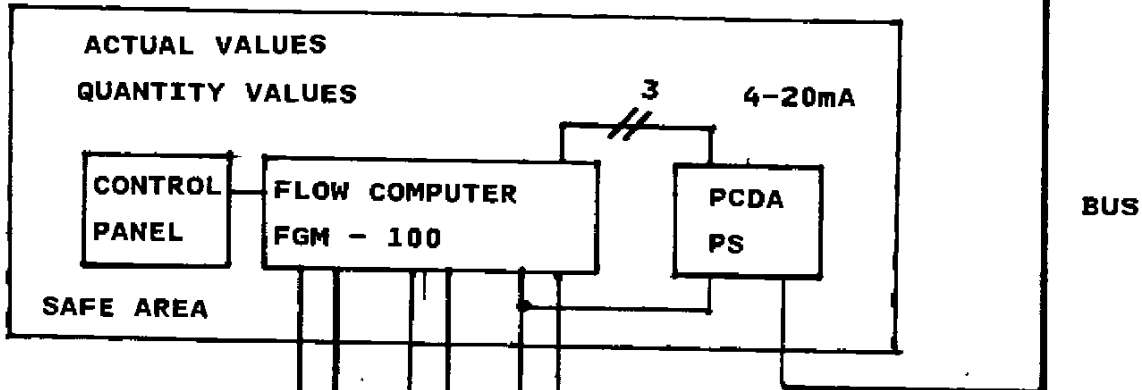 ACTUAL VALUES
QUANTITY VALUES
3
4-20mA
CONTROL
PANEL
FLOW COMPUTER
FGM - 100
PCDA
PS
BUS
SAFE AREA